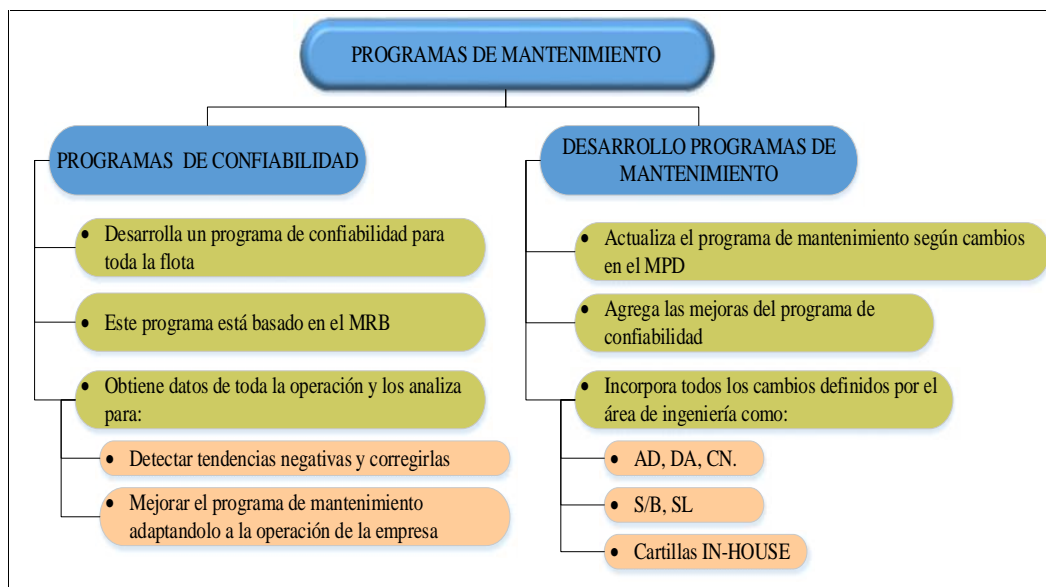 PROGRAMAS DE MANTENIMIENTO
PROGRAMAS DE CONFIABILIDAD
• Desarrolla un programa de confiabilidad para
toda la flota
• Este programa está basado en el MRB
• Obtiene datos de toda la operación y los analiza
para:
• Detectar tendencias negativas y corregirlas
• Mejorar el programa de mantenimiento
adaptandolo a la operación de la empresa
DESARROLLO PROGRAMAS DE
MANTENIMIENTO
• Actualiza el programa de mantenimiento según cambios
en el MPD
• Agrega las mejoras del programa de
confiabilidad
• Incorpora todos los cambios definidos por el
área de ingeniería como:
• AD, DA, CN.
• S/B, SL
• Cartillas IN-HOUSE